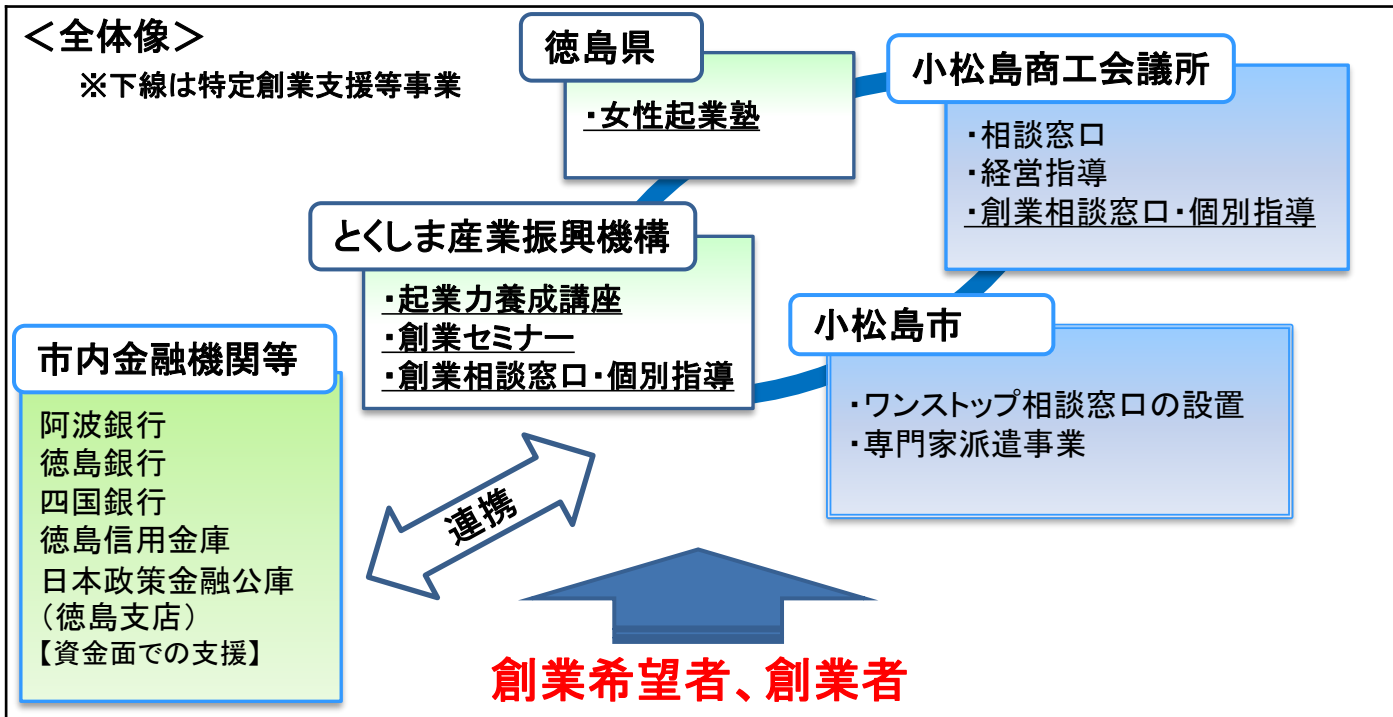 ＜全体像＞
※下線は特定創業支援等事業
徳島県
・女性起業塾
小松島商工会議所
・相談窓口
・経営指導
・創業相談窓口・個別指導
とくしま産業振興機構
・起業力養成講座
・創業セミナー
・創業相談窓口・個別指導
小松島市
・ワンストップ相談窓口の設置
・専門家派遣事業
市内金融機関等
阿波銀行
徳島銀行
四国銀行
徳島信用金庫
日本政策金融公庫
（徳島支店）
【資金面での支援】
連携
創業希望者、創業者